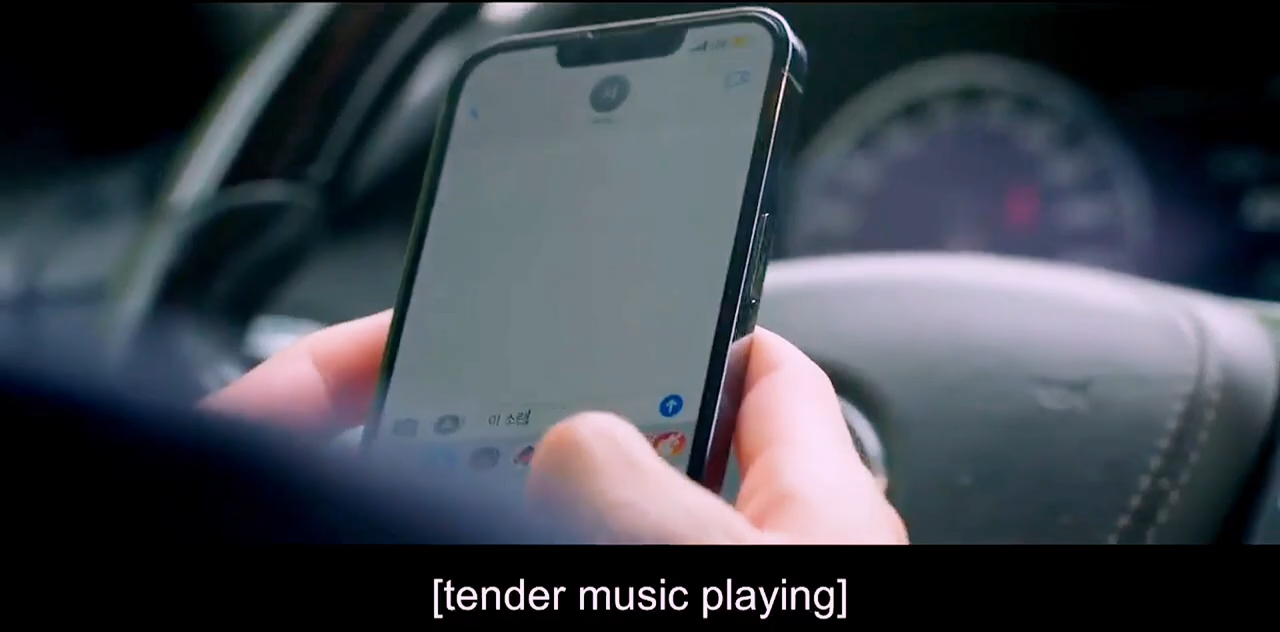 이 소령
[tender music playing]